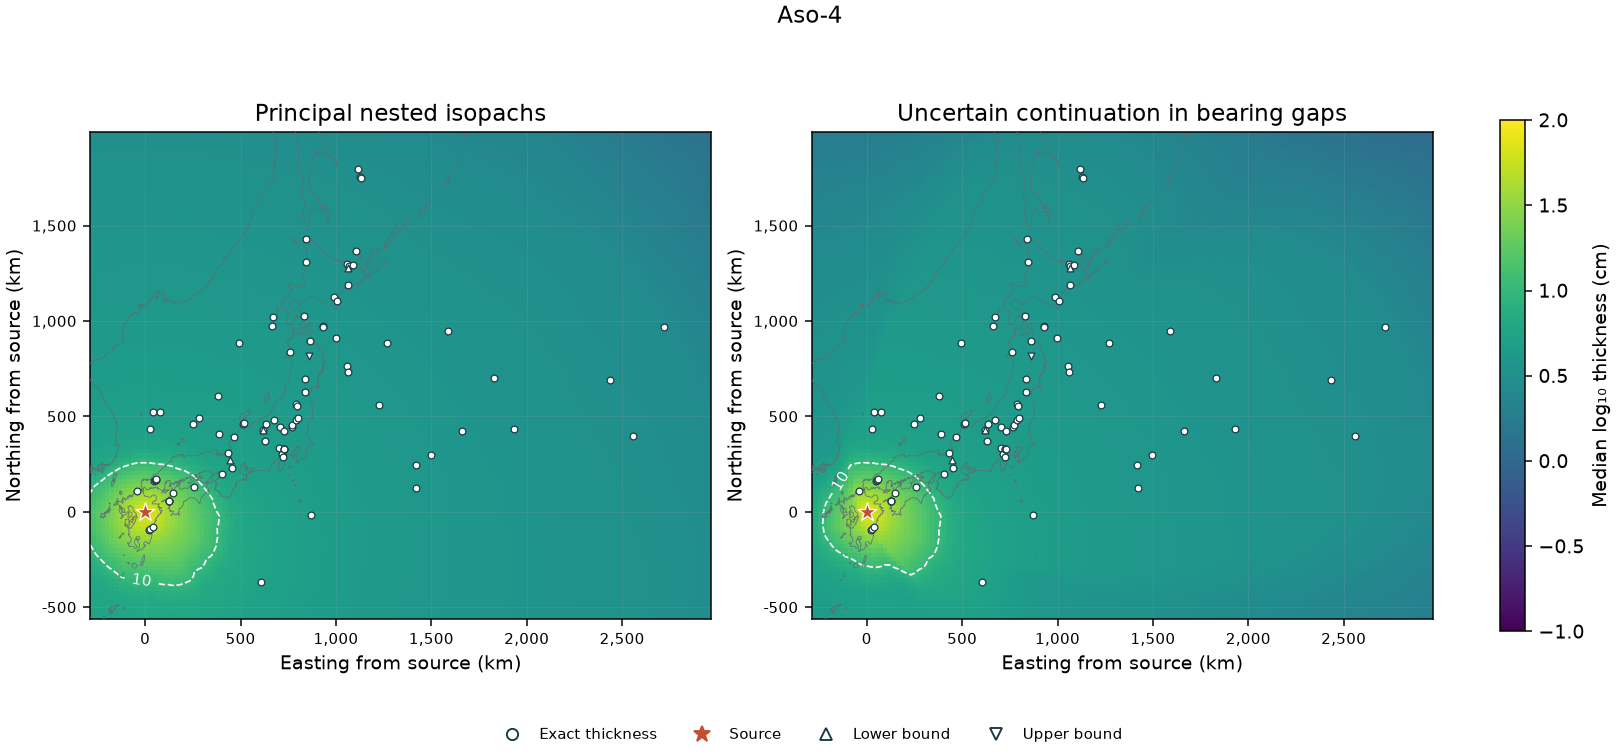 Aso-4
Principal nested isopachs
Uncertain continuation in bearing gaps
Northing from source (km)
1,500
1,000
500
0
-500
10
0
500
1,000
1,500
2,000
2,500
Easting from source (km)
Northing from source (km)
1,500
1,000
500
0
-500
10
0
500
1,000
1,500
2,000
2,500
Easting from source (km)
2.0
1.5
1.0
0.5
0.0
−0.5
−1.0
Median log₁₀ thickness (cm)
Exact thickness
Source
Lower bound
Upper bound